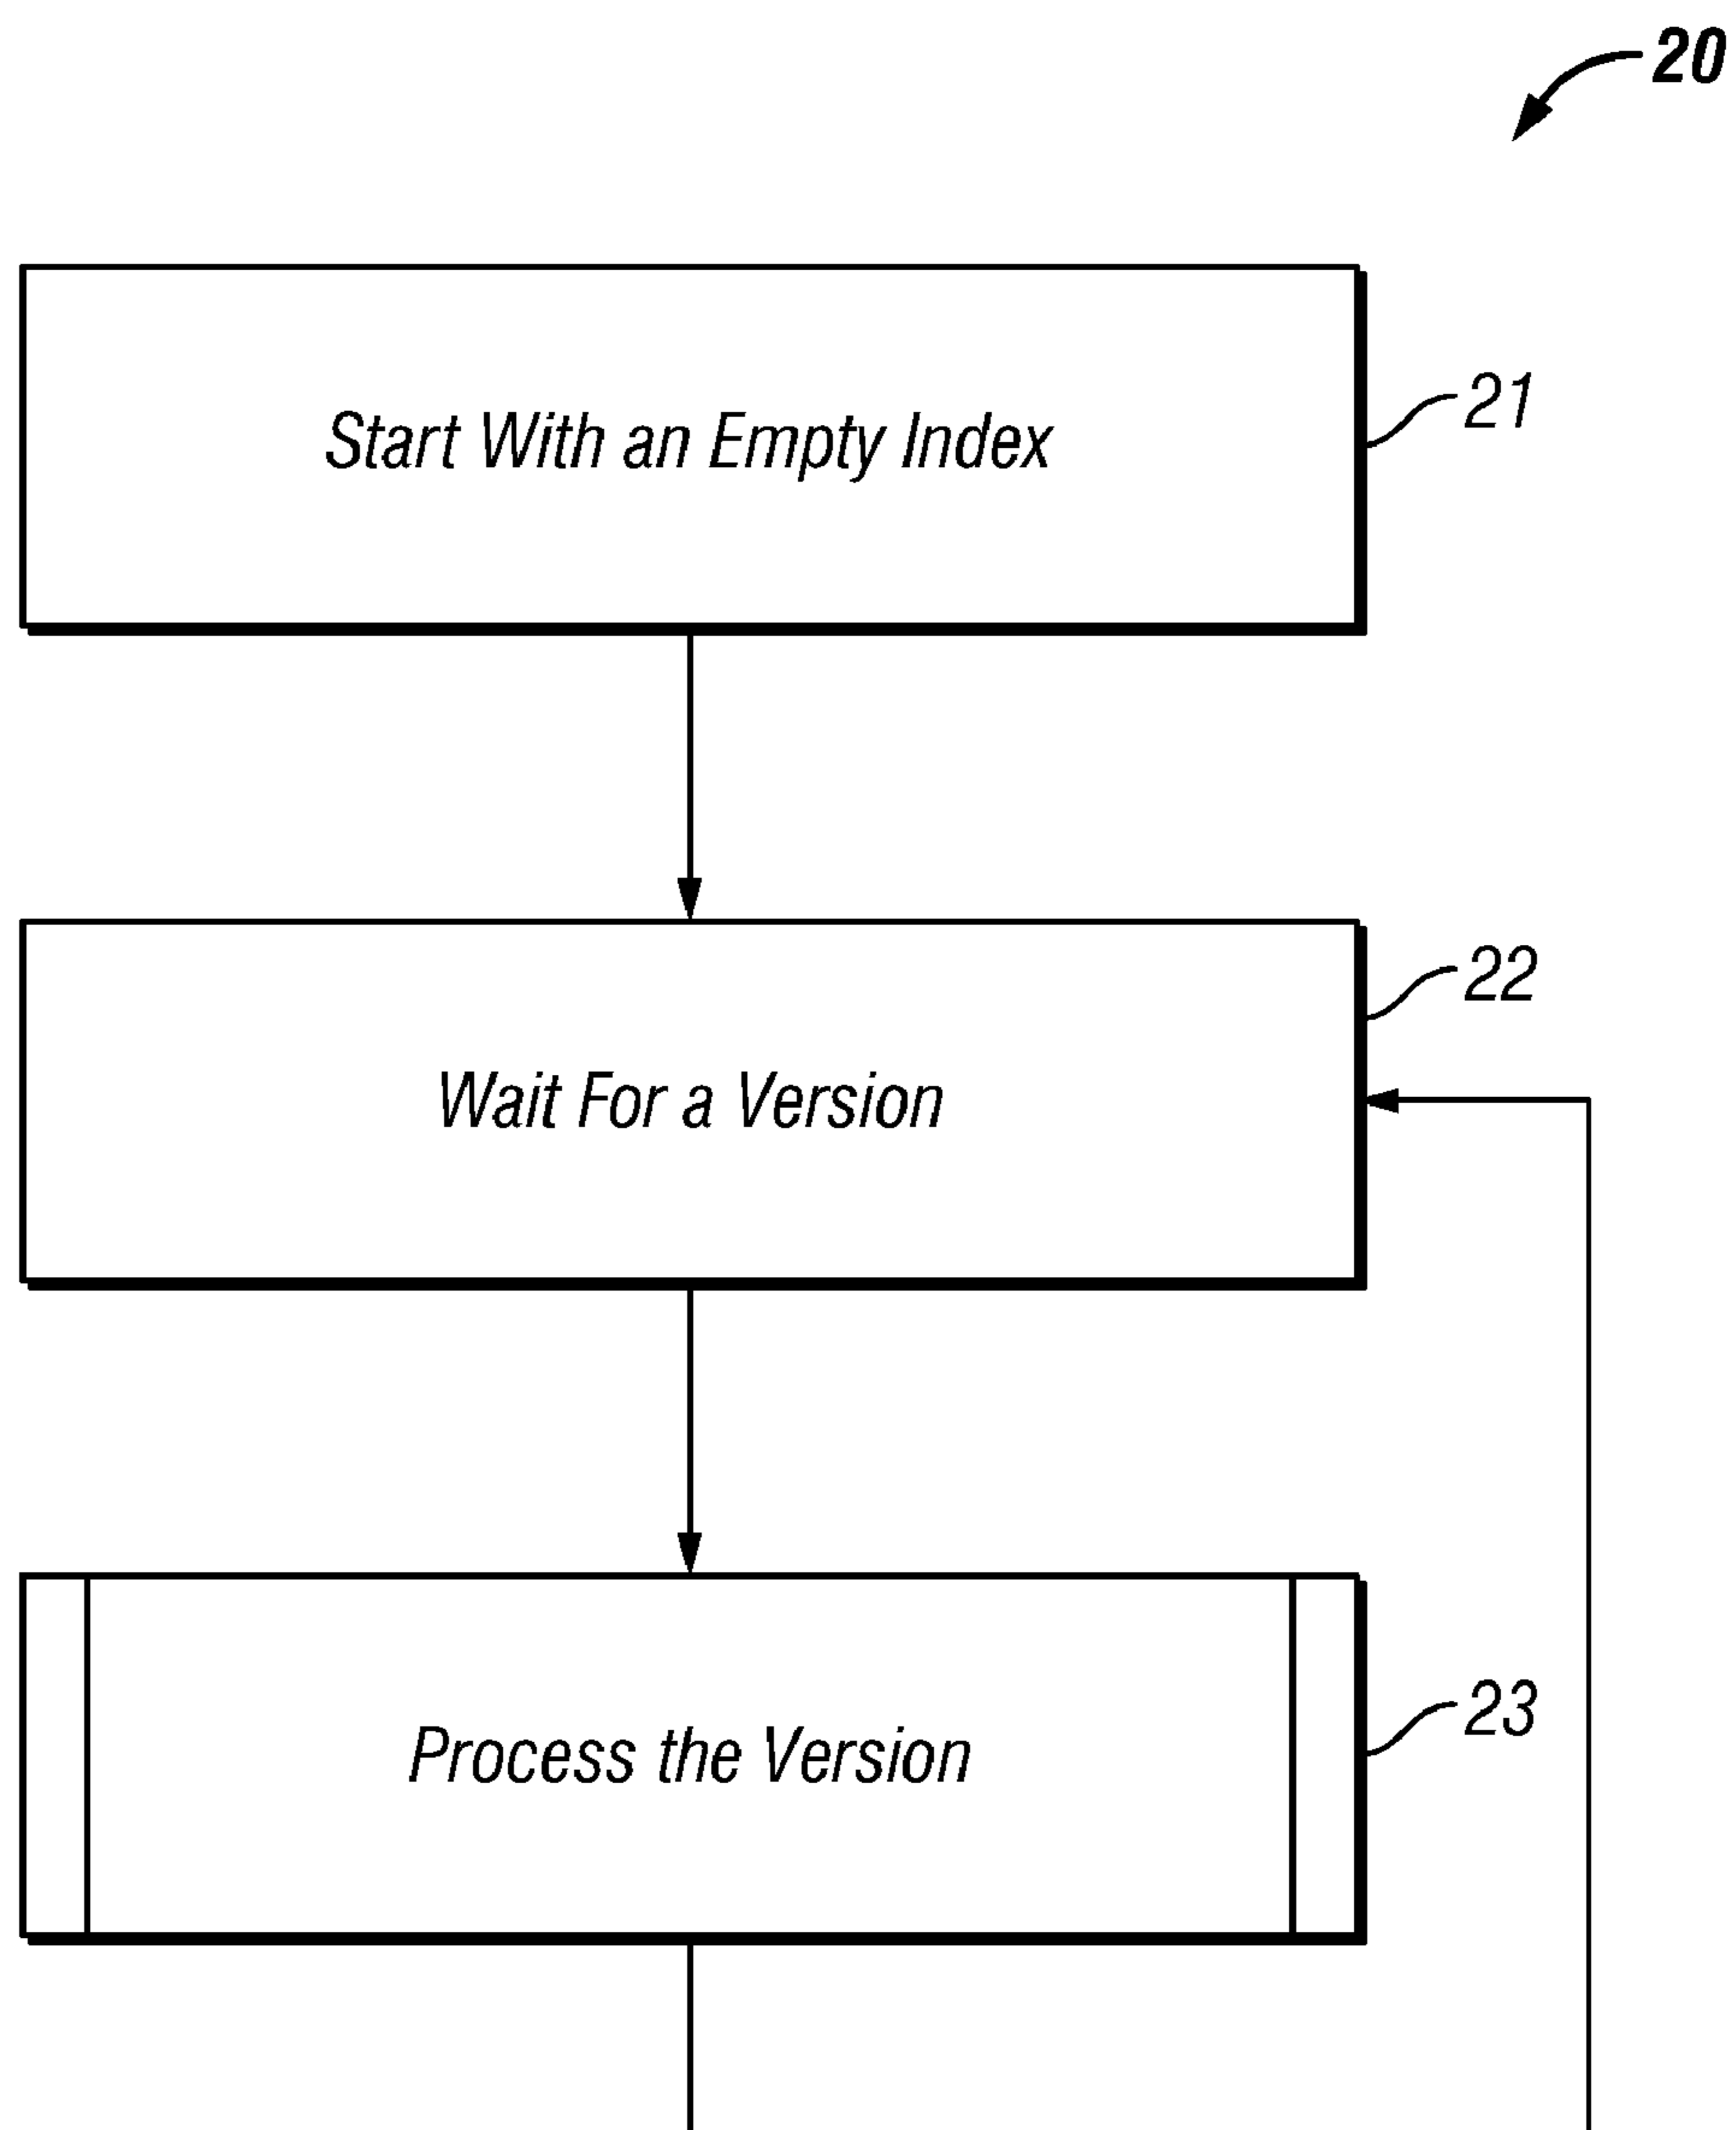 20
Start With an Empty Index
21
22
Wait For a Version
23
Process the Version